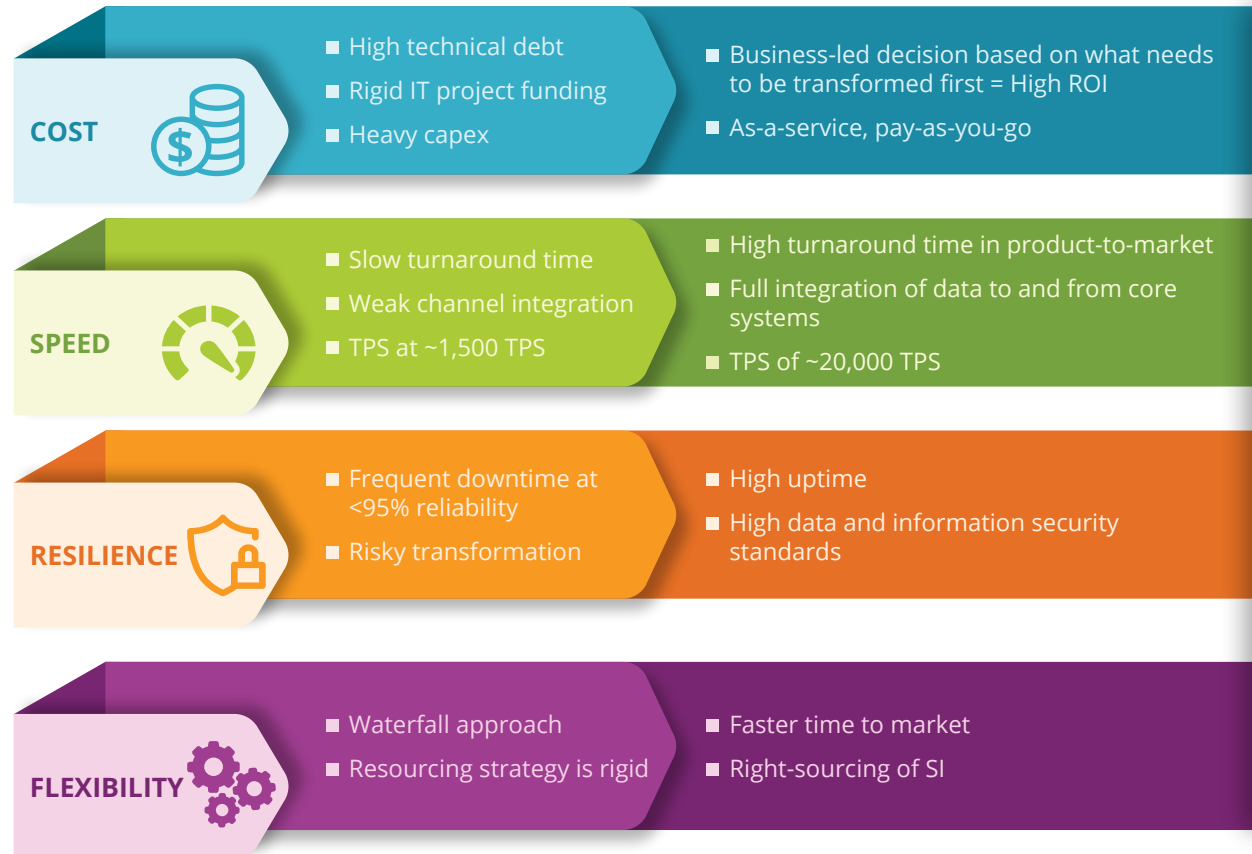 COST
$
■ High technical debt
■ Rigid IT project funding
■ Heavy capex
■ Business-led decision based on what needs
to be transformed first = High ROI
■ As-a-service, pay-as-you-go
SPEED
■ Slow turnaround time
■ Weak channel integration
■ TPS at ~1,500 TPS
■ High turnaround time in product-to-market
■ Full integration of data to and from core
systems
■ TPS of ~20,000 TPS
RESILIENCE
■ Frequent downtime at
<95% reliability
■ Risky transformation
■ High uptime
■ High data and information security
standards
FLEXIBILITY
■ Waterfall approach
■ Resourcing strategy is rigid
■ Faster time to market
■ Right-sourcing of SI